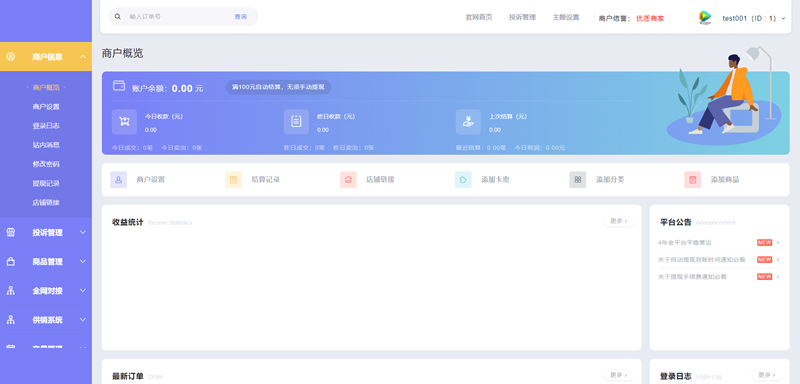 输入订单号 查询
官网首页 投诉管理 主题设置 商户信誉： 优质商家 test001（ID：1）
商户信息
商户概览
商户设置
登录日志
站内消息
修改密码
提现记录
店铺链接
投诉管理
商品管理
全网对接
供销系统
交易管理
商户概览
账户余额：0.00 元 满100元自动结算，无须手动提现
今日收款（元） 昨日收款（元） 上次结算（元）
0.00 0.00 0.00
今日成交：0笔 今日卖出：0张 昨日成交：0笔 昨日卖出：0张 最近结算：0.00笔 今日利润：0.00元
商户设置 结算记录 店铺链接 添加卡密 添加分类 添加商品
收益统计 Income Statistics 更多 ›
平台公告 Announcement
4年老平台平稳营运 NEW ›
关于自动提现到账时间通知必看 NEW ›
关于提现手续费通知必看 NEW ›
最新订单 Order 更多 ›
登录日志 Login Log 更多 ›